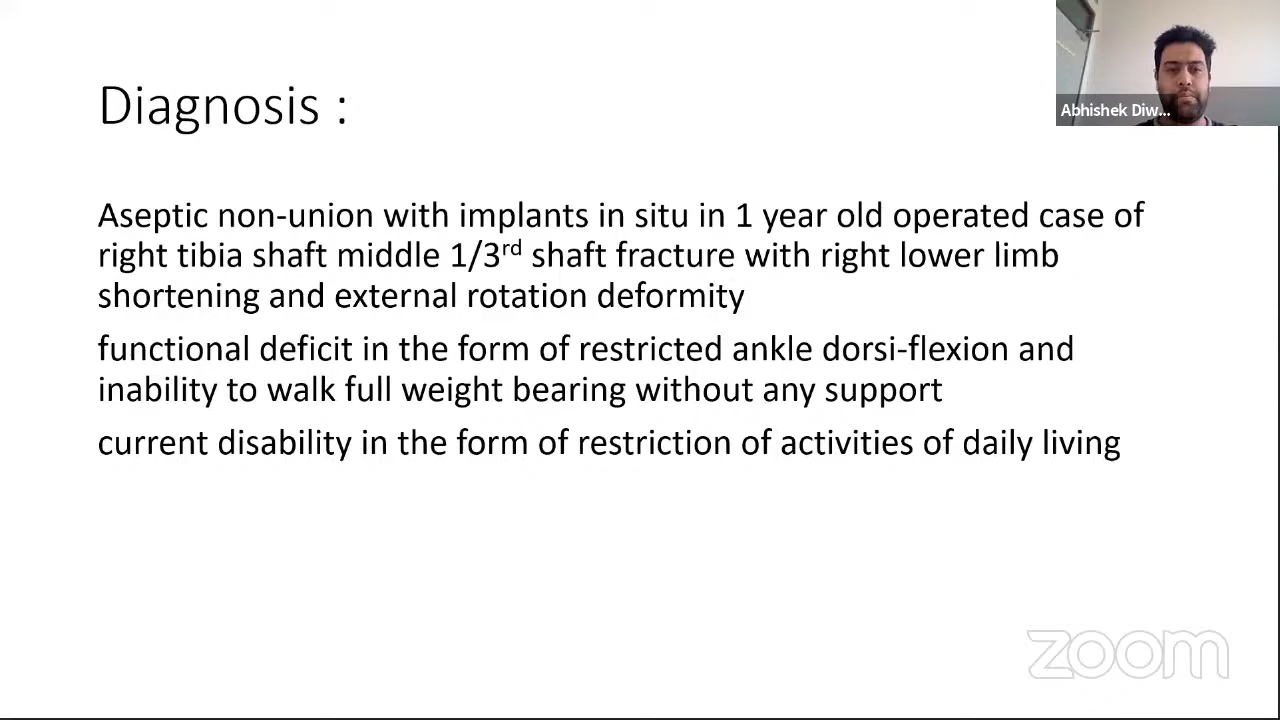 Diagnosis :
Abhishek Diw...
Aseptic non-union with implants in situ in 1 year old operated case of
right tibia shaft middle 1/3rd shaft fracture with right lower limb
shortening and external rotation deformity
functional deficit in the form of restricted ankle dorsi-flexion and
inability to walk full weight bearing without any support
current disability in the form of restriction of activities of daily living
zoom